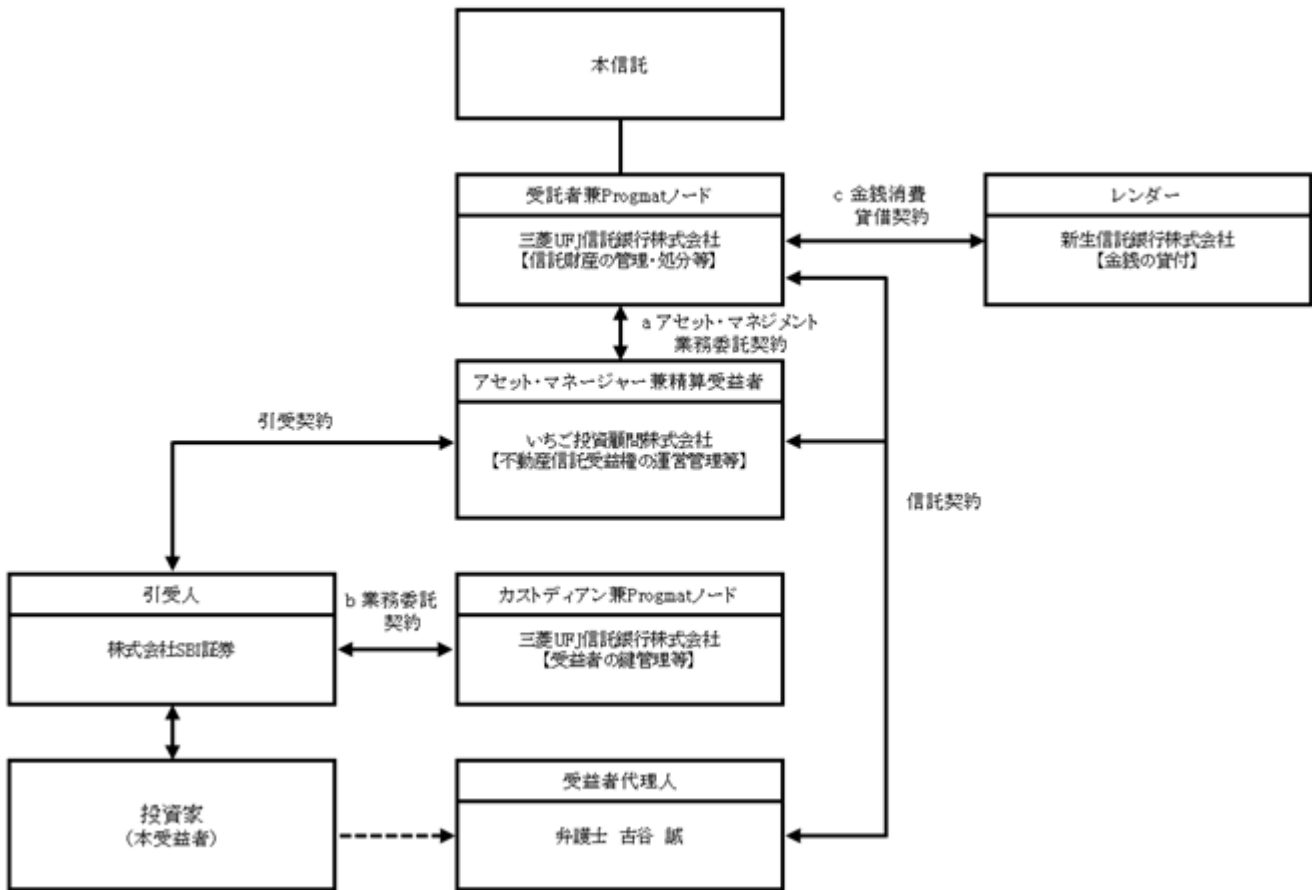 本信託
受託者兼Progmatノード
三菱UFJ信託銀行株式会社
【信託財産の管理・処分等】
c 金銭消費
貸借契約
レンダー
新生信託銀行株式会社
【金銭の貸付】
a アセット・マネジメント
業務委託契約
アセット・マネージャー兼精算受益者
いちご投資顧問株式会社
【不動産信託受益権の運営管理等】
引受契約
信託契約
引受人
株式会社SBI証券
b 業務委託
契約
カストディアン兼Progmatノード
三菱UFJ信託銀行株式会社
【受益者の鍵管理等】
投資家
(本受益者)
受益者代理人
弁護士 古谷 誠